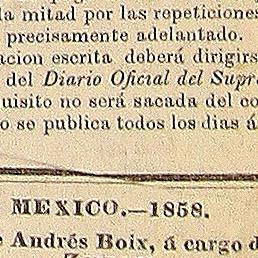 la mitad por las repeticiones
precisamente adelantado.
acion escrita deberá dirigirs
del Diario Oficial del Supr
uisito no será sacada del co
o se publica todos los dias á
MEXICO.—1858.
Andrés Boix, á cargo d